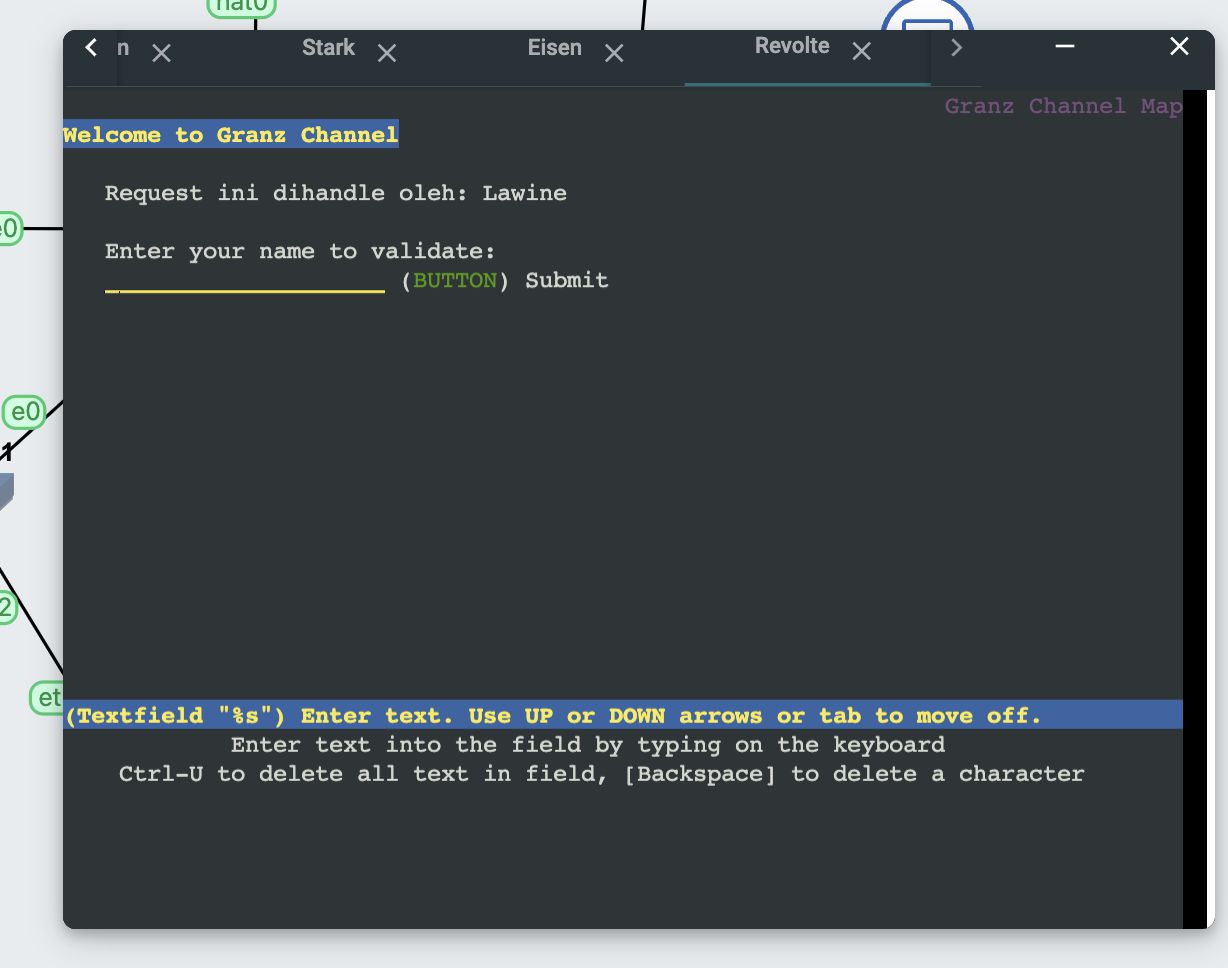 nat0
n
Stark
Eisen
Revolte
Granz Channel Map
Welcome to Granz Channel
Request ini dihandle oleh: Lawine
Enter your name to validate:
____________________ (BUTTON) Submit
e0
e0
1
2
et
(Textfield "%s") Enter text. Use UP or DOWN arrows or tab to move off.
Enter text into the field by typing on the keyboard
Ctrl-U to delete all text in field, [Backspace] to delete a character